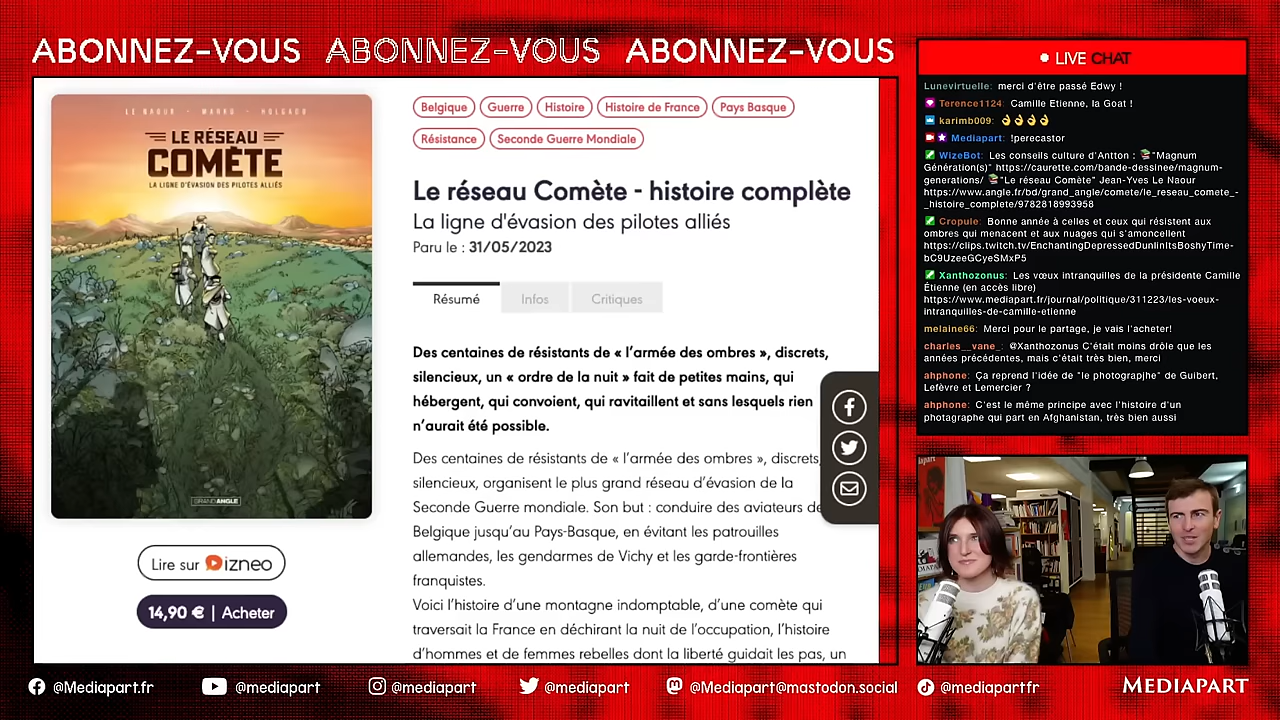 ABONNEZ-VOUS ABONNEZ-VOUS ABONNEZ-VOUS
LE NAOUR - MARKO - HOLGADO
LE RÉSEAU
COMÈTE
LA LIGNE D'ÉVASION DES PILOTES ALLIÉS
GRANDANGLE
Lire sur izneo
14,90 € | Acheter
Belgique Guerre Histoire Histoire de France Pays Basque
Résistance Seconde Guerre Mondiale
Le réseau Comète - histoire complète
La ligne d'évasion des pilotes alliés
Paru le : 31/05/2023
Résumé Infos Critiques
Des centaines de résistants de « l'armée des ombres », discrets,
silencieux, un « ordre de la nuit » fait de petites mains, qui
hébergent, qui convoient, qui ravitaillent et sans lesquels rien
n'aurait été possible.
Des centaines de résistants de « l'armée des ombres », discrets,
silencieux, organisent le plus grand réseau d'évasion de la
Seconde Guerre mondiale. Son but : conduire des aviateurs de
Belgique jusqu'au Pays-Basque, en évitant les patrouilles
allemandes, les gendarmes de Vichy et les garde-frontières
franquistes.
Voici l'histoire d'une montagne indomptable, d'une comète qui
traversait la France en déchirant la nuit de l'occupation, l'histoire
d'hommes et de femmes rebelles dont la liberté guidait les pas, un
LIVE CHAT
Lunevirtuelle: merci d'être passé Edwy !
Terence1124: Camille Etienne, la Goat !
karimb009:
Mediapart: !perecastor
WizeBot: Les conseils culture d'Antton : "Magnum
Génération(s)" https://caurette.com/bande-dessinee/magnum-
generations/ "Le réseau Comète" Jean-Yves Le Naour
https://www.angle.fr/bd/grand_angle/comete/le_reseau_comete_-
_histoire_complete/9782818993958
Cropule: Bonne année à celles et ceux qui résistent aux
ombres qui menacent et aux nuages qui s'amoncellent
https://clips.twitch.tv/EnchantingDepressedDunlinItsBoshyTime-
bC9UzeeGCyeSMxP5
Xanthozonus: Les vœux intranquilles de la présidente Camille
Étienne (en accès libre)
https://www.mediapart.fr/journal/politique/311223/les-voeux-
intranquilles-de-camille-etienne
melaine66: Merci pour le partage, je vais l'acheter!
charles__vane_: @Xanthozonus C'était moins drôle que les
années précédentes, mais c'était très bien, merci
ahphone: Ça reprend l'idée de "le photograpjhe" de Guibert,
Lefèvre et Lemercier ?
ahphone: C'est le même principe avec l'histoire d'un
photagraphe qui part en Afghanistan, très bien aussi
@Mediapart.fr @mediapart @mediapart @mediapart @Mediapart@mastodon.social @mediapartfr MEDIAPART